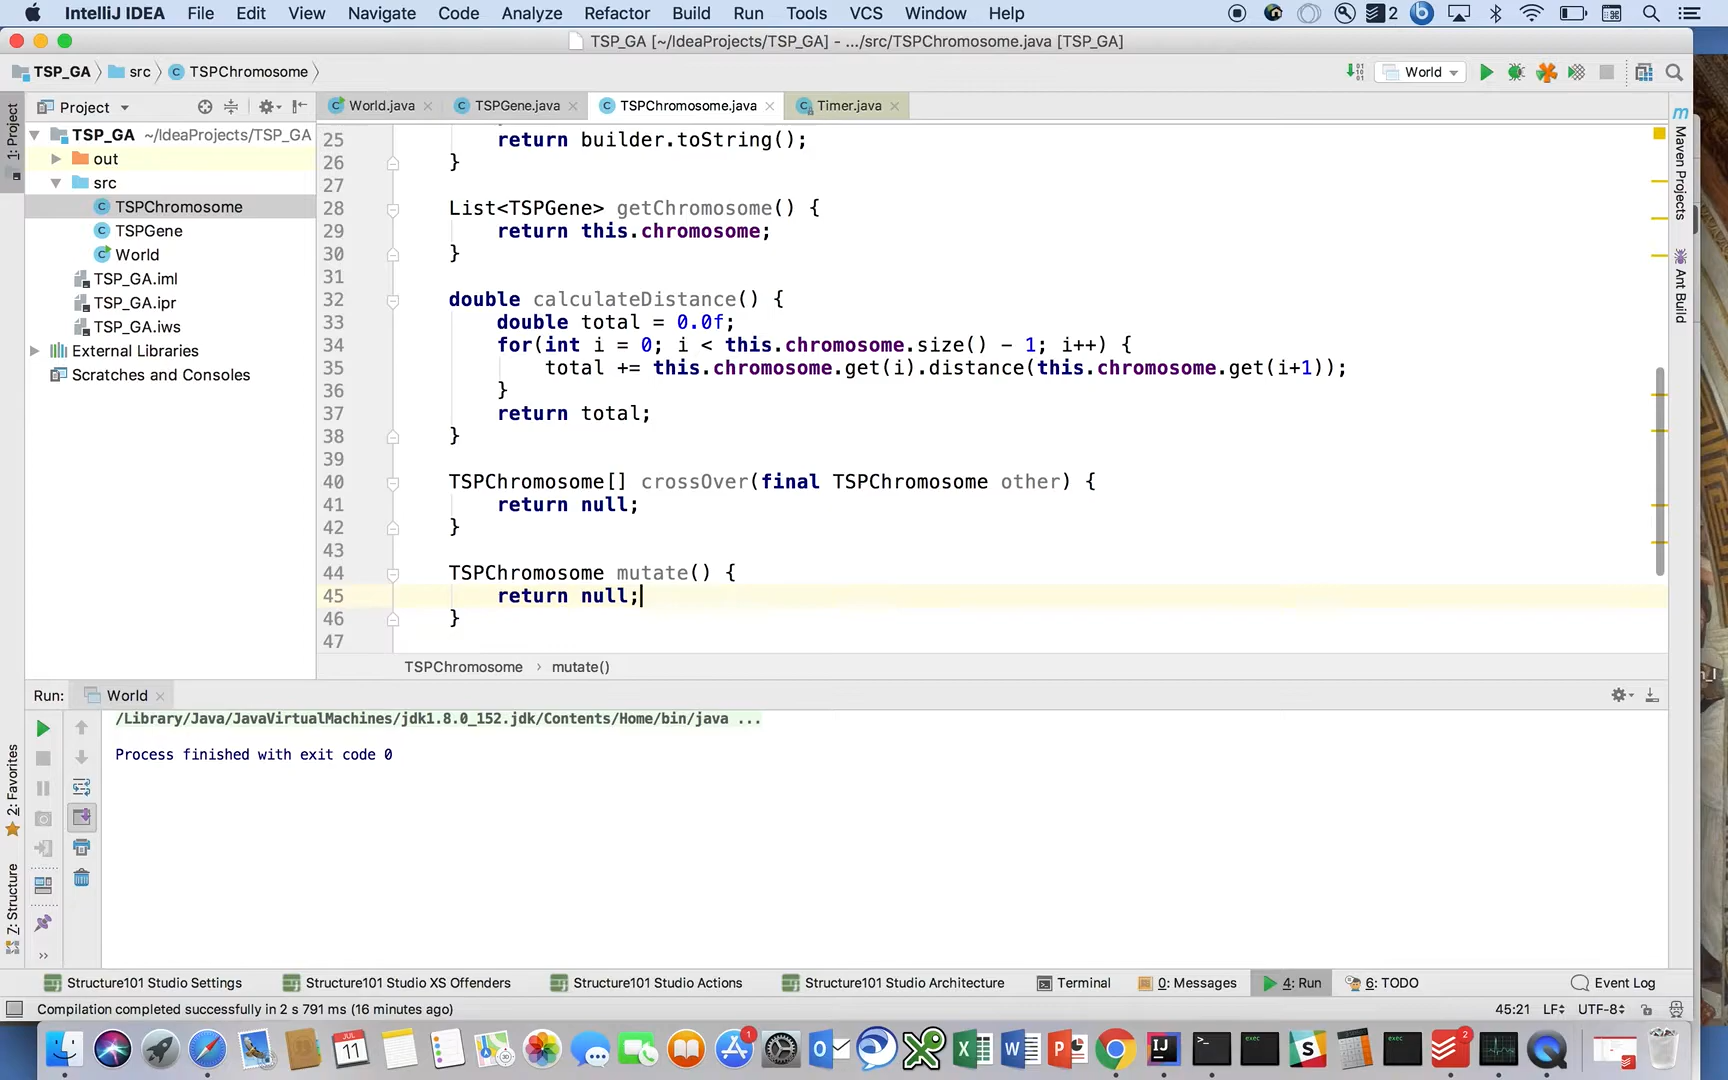 IntelliJ IDEA File Edit View Navigate Code Analyze Refactor Build Run Tools VCS Window Help 2
TSP_GA [~/IdeaProjects/TSP_GA] - .../src/TSPChromosome.java [TSP_GA]
TSP_GA src TSPChromosome World
1: Project
Project
World.java TSPGene.java TSPChromosome.java Timer.java
TSP_GA ~/IdeaProjects/TSP_GA
out
src
TSPChromosome
TSPGene
World
TSP_GA.iml
TSP_GA.ipr
TSP_GA.iws
External Libraries
Scratches and Consoles
25 return builder.toString();
26 }
27
28 List<TSPGene> getChromosome() {
29 return this.chromosome;
30 }
31
32 double calculateDistance() {
33 double total = 0.0f;
34 for(int i = 0; i < this.chromosome.size() - 1; i++) {
35 total += this.chromosome.get(i).distance(this.chromosome.get(i+1));
36 }
37 return total;
38 }
39
40 TSPChromosome[] crossOver(final TSPChromosome other) {
41 return null;
42 }
43
44 TSPChromosome mutate() {
45 return null;
46 }
47
TSPChromosome › mutate()
Maven Projects
Ant Build
Run: World
/Library/Java/JavaVirtualMachines/jdk1.8.0_152.jdk/Contents/Home/bin/java ...
Process finished with exit code 0
2: Favorites
Z: Structure
Structure101 Studio Settings Structure101 Studio XS Offenders Structure101 Studio Actions Structure101 Studio Architecture Terminal 0: Messages 4: Run 6: TODO Event Log
Compilation completed successfully in 2 s 791 ms (16 minutes ago) 45:21 LF UTF-8
JUL
11
1
2